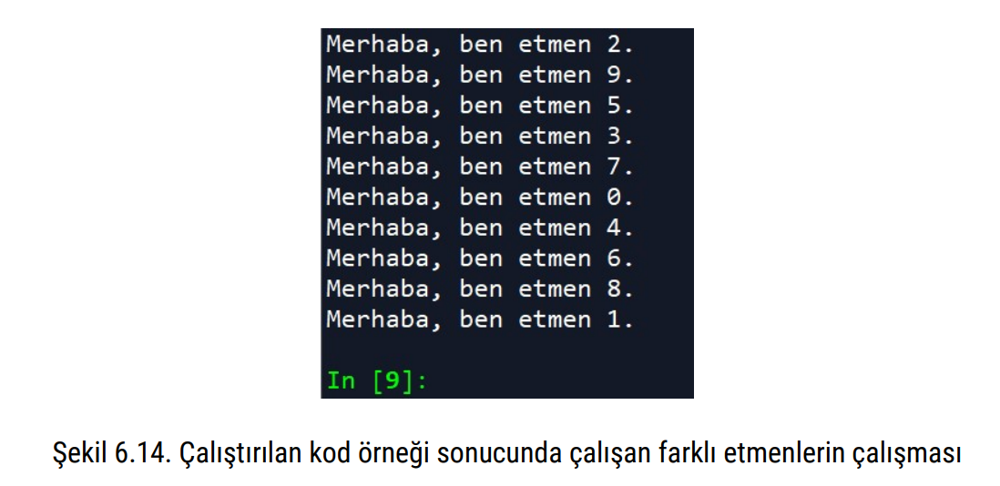 Merhaba, ben etmen 2.
Merhaba, ben etmen 9.
Merhaba, ben etmen 5.
Merhaba, ben etmen 3.
Merhaba, ben etmen 7.
Merhaba, ben etmen 0.
Merhaba, ben etmen 4.
Merhaba, ben etmen 6.
Merhaba, ben etmen 8.
Merhaba, ben etmen 1.
In [9]:
Şekil 6.14. Çalıştırılan kod örneği sonucunda çalışan farklı etmenlerin çalışması